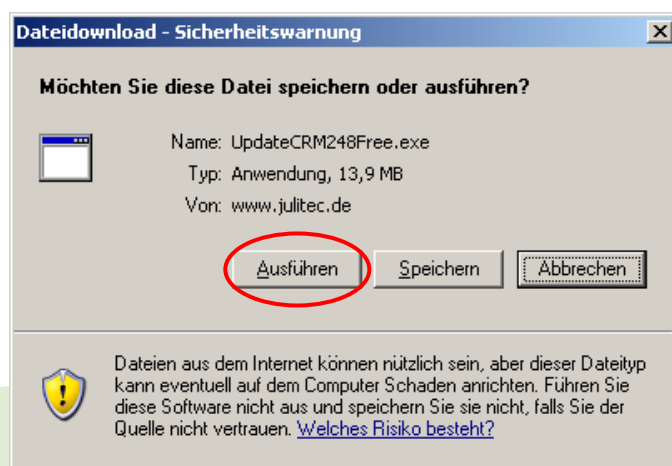 Dateidownload - Sicherheitswarnung
Möchten Sie diese Datei speichern oder ausführen?
Name: UpdateCRM248Free.exe
Typ: Anwendung, 13,9 MB
Von: www.julitec.de
Ausführen Speichern Abbrechen
Dateien aus dem Internet können nützlich sein, aber dieser Dateityp
kann eventuell auf dem Computer Schaden anrichten. Führen Sie
diese Software nicht aus und speichern Sie sie nicht, falls Sie der
Quelle nicht vertrauen. Welches Risiko besteht?